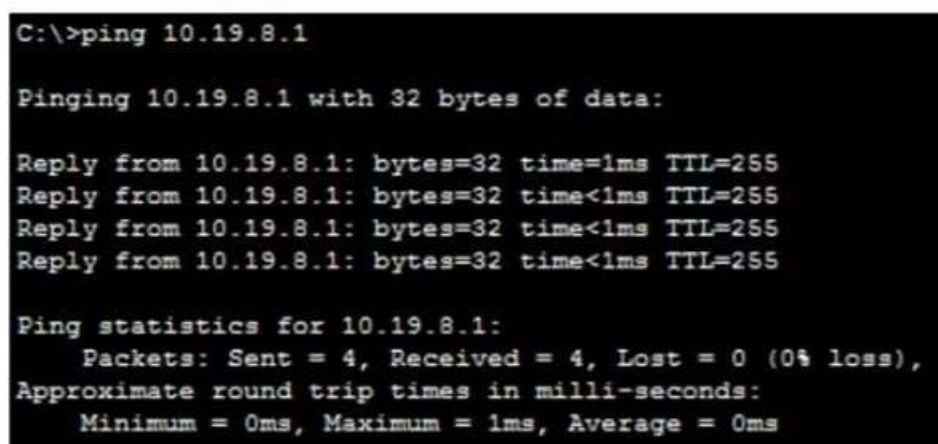 C:\>ping 10.19.8.1
Pinging 10.19.8.1 with 32 bytes of data:
Reply from 10.19.8.1: bytes=32 time=1ms TTL=255
Reply from 10.19.8.1: bytes=32 time<1ms TTL=255
Reply from 10.19.8.1: bytes=32 time<1ms TTL=255
Reply from 10.19.8.1: bytes=32 time<1ms TTL=255
Ping statistics for 10.19.8.1:
Packets: Sent = 4, Received = 4, Lost = 0 (0% loss),
Approximate round trip times in milli-seconds:
Minimum = 0ms, Maximum = 1ms, Average = 0ms